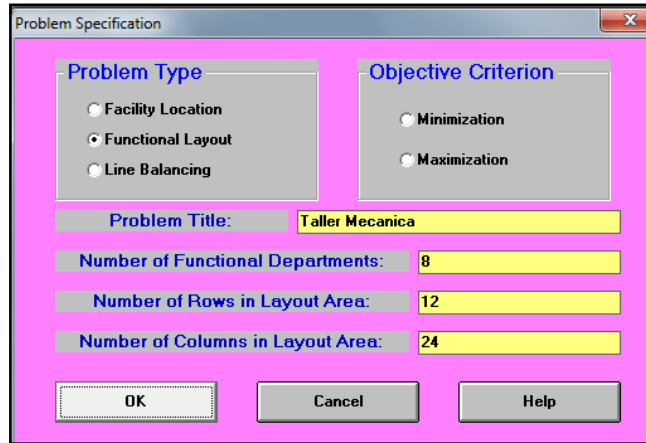 Problem Specification
Problem Type
Facility Location
Functional Layout
Line Balancing
Objective Criterion
Minimization
Maximization
Problem Title: Taller Mecanica
Number of Functional Departments: 8
Number of Rows in Layout Area: 12
Number of Columns in Layout Area: 24
OK Cancel Help